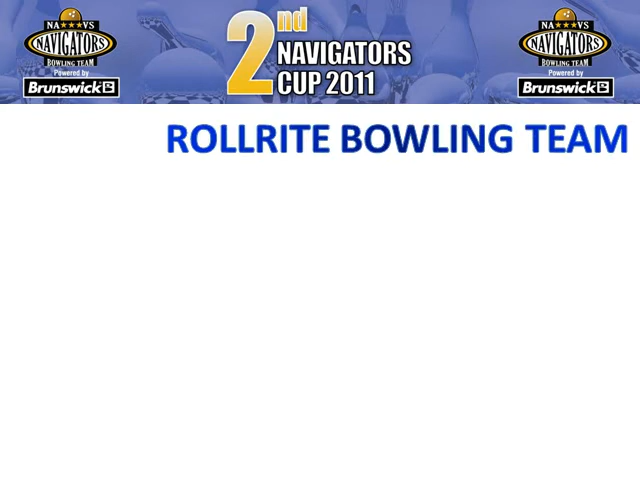 NA★★★VS
NAVIGATORS
BOWLING TEAM
Powered by
Brunswick
2nd
NAVIGATORS
CUP 2011
NA★★★VS
NAVIGATORS
BOWLING TEAM
Powered by
Brunswick
ROLLRITE BOWLING TEAM